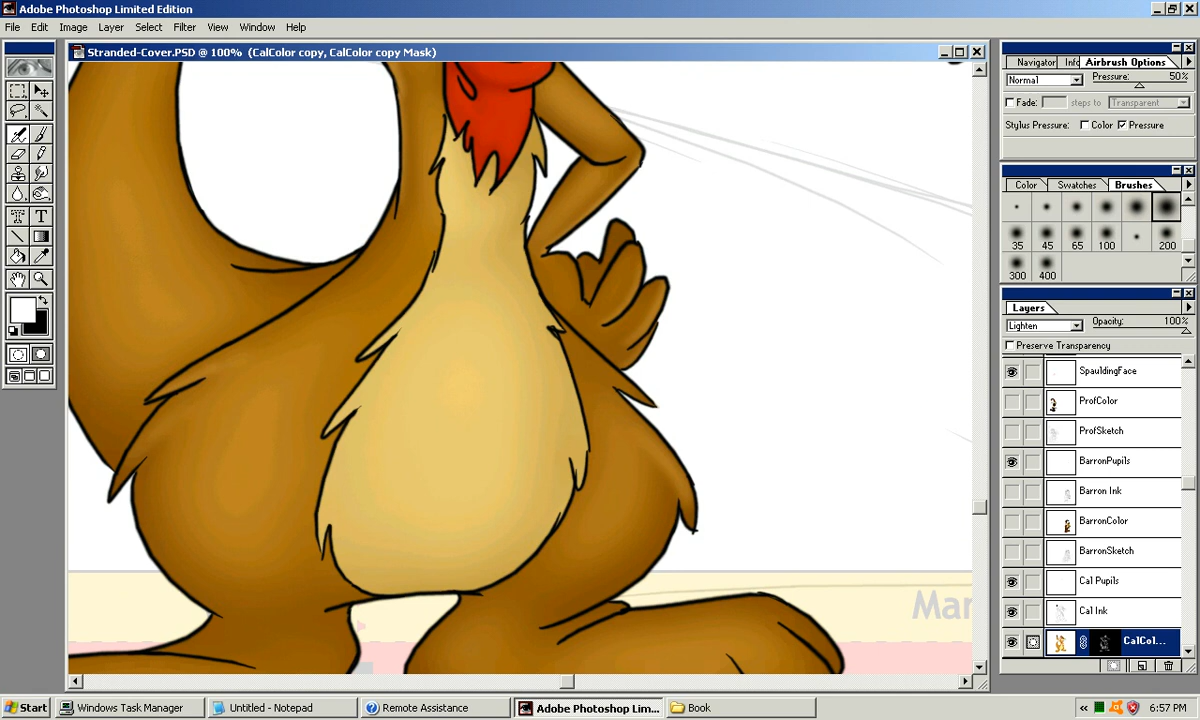 Adobe Photoshop Limited Edition
File Edit Image Layer Select Filter View Window Help
Stranded-Cover.PSD @ 100% (CalColor copy, CalColor copy Mask)
Navigator Info Airbrush Options
Normal Pressure: 50%
Fade: steps to Transparent
Stylus Pressure: Color Pressure
Color Swatches Brushes
35 45 65 100 200
300 400
Layers
Lighten Opacity: 100%
Preserve Transparency
SpauldingFace
ProfColor
ProfSketch
BarronPupils
Barron Ink
BarronColor
BarronSketch
Cal Pupils
Cal Ink
CalCol...
Mar
Start Windows Task Manager Untitled - Notepad Remote Assistance Adobe Photoshop Lim... Book 6:57 PM